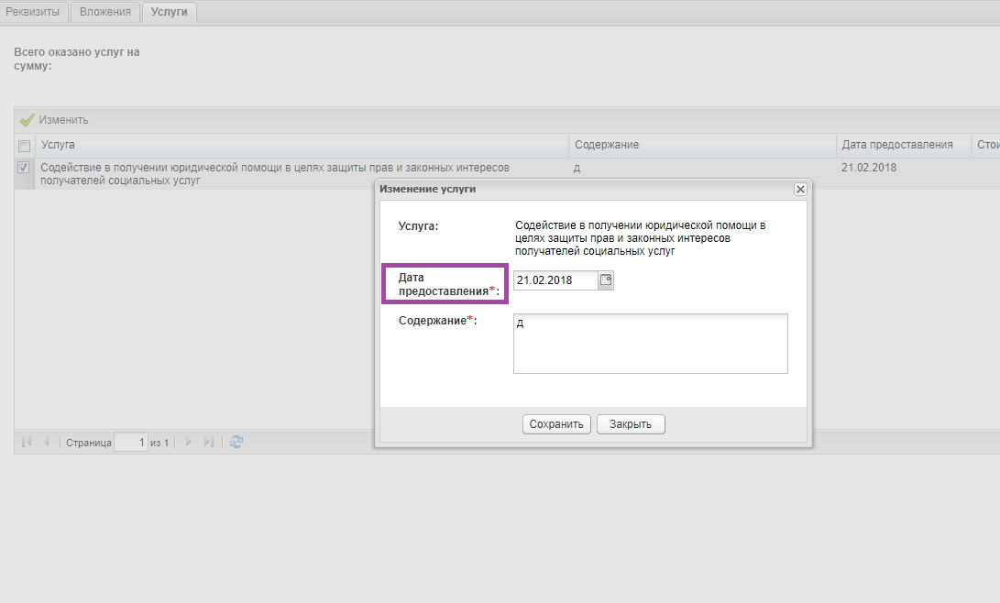 Реквизиты Вложения Услуги
Всего оказано услуг на
сумму:
Изменить
Услуга Содержание Дата предоставления
Содействие в получении юридической помощи в целях защиты прав и законных интересов
получателей социальных услуг
д 21.02.2018
Изменение услуги
Услуга:
Содействие в получении юридической помощи в
целях защиты прав и законных интересов
получателей социальных услуг
Дата
предоставления*:
21.02.2018
Содержание*:
д
Сохранить Закрыть
Страница 1 из 1